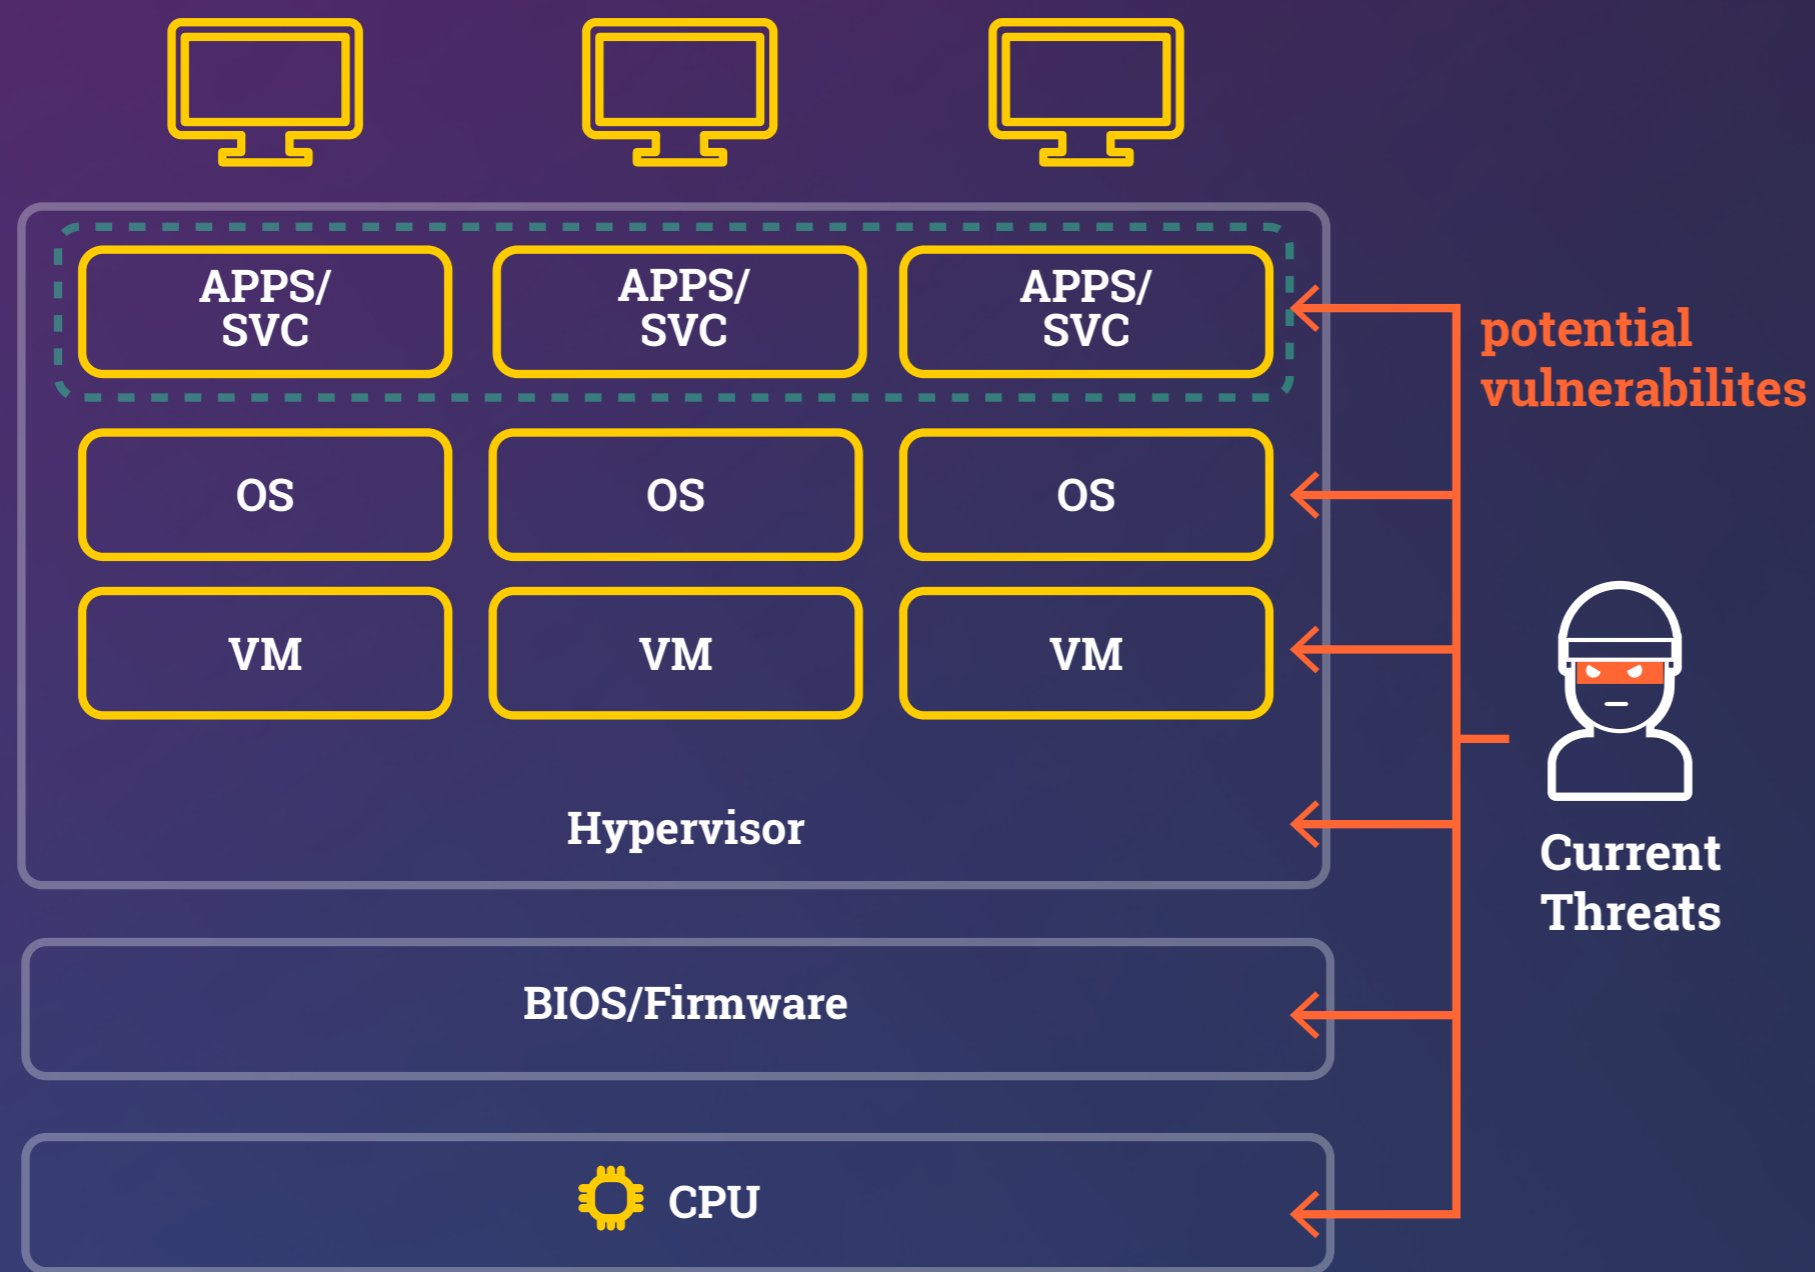 APPS/
SVC
APPS/
SVC
APPS/
SVC
potential
vulnerabilites
OS
OS
OS
VM
VM
VM
Hypervisor
Current
Threats
BIOS/Firmware
CPU